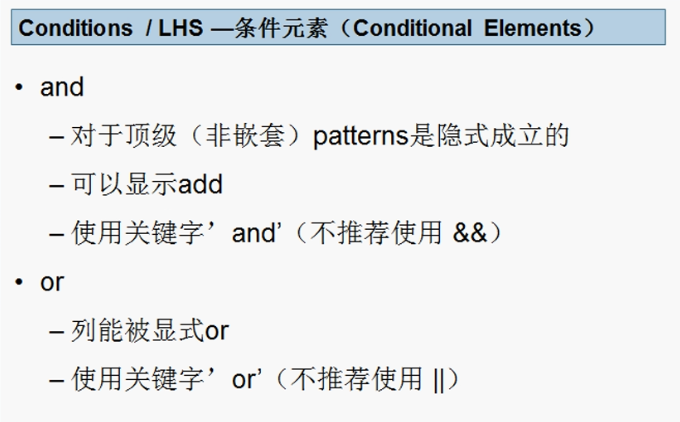 Conditions / LHS —条件元素（Conditional Elements）
• and
– 对于顶级（非嵌套）patterns是隐式成立的
– 可以显示add
– 使用关键字’and’（不推荐使用 &&）
• or
– 列能被显式or
– 使用关键字’or’（不推荐使用 ||）